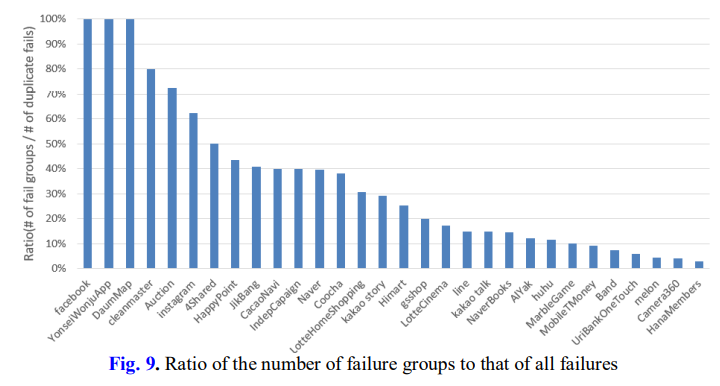 Ratio(# of fail groups / # of duplicate fails)
100%
90%
80%
70%
60%
50%
40%
30%
20%
10%
0%
facebook
YonseiWonjuApp
DaumMap
cleanmaster
Auction
instagram
4Shared
HappyPoint
JikBang
CacaoNavi
IndepCapaign
Naver
Coocha
LotteHomeShopping
kakao story
Himart
gsshop
LotteCinema
line
kakao talk
NaverBooks
AlYak
huhu
MarbleGame
MobileTMoney
Band
UriBankOneTouch
melon
Camera360
HanaMembers
Fig. 9. Ratio of the number of failure groups to that of all failures